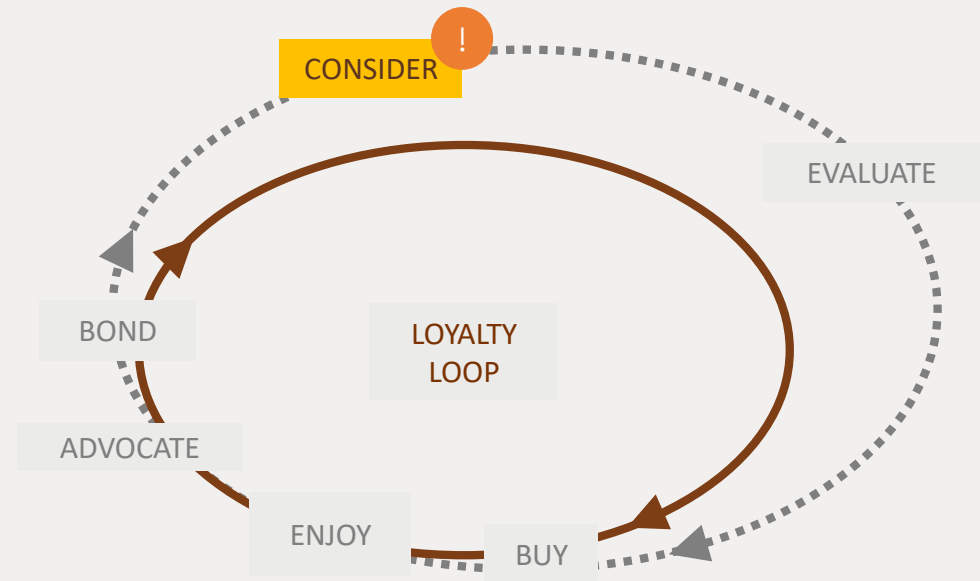 !
CONSIDER
EVALUATE
BOND
LOYALTY
LOOP
ADVOCATE
ENJOY
BUY